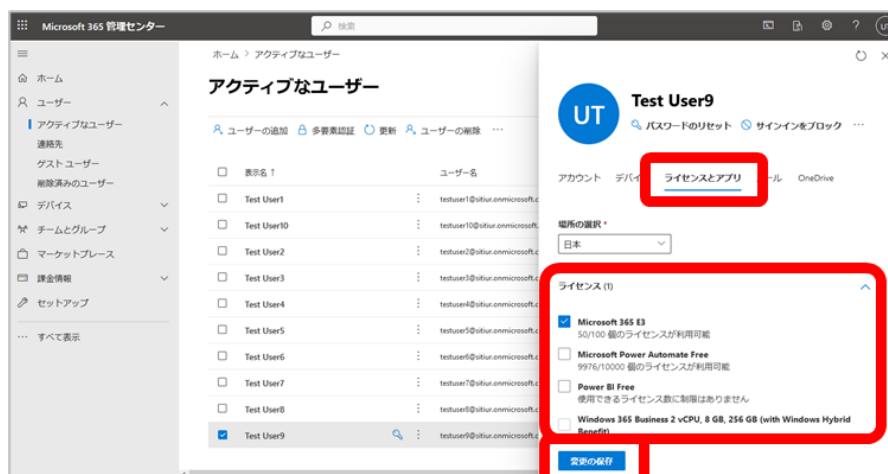 Microsoft 365 管理センター
検索
UT
ホーム
ユーザー
アクティブなユーザー
連絡先
ゲスト ユーザー
削除済みのユーザー
デバイス
チームとグループ
マーケットプレース
課金情報
セットアップ
すべて表示
ホーム > アクティブなユーザー
アクティブなユーザー
ユーザーの追加 多要素認証 更新 ユーザーの削除 …
表示名 ↑ ユーザー名
Test User1 testuser1@sitiur.onmicrosoft.c
Test User10 testuser10@sitiur.onmicrosoft.
Test User2 testuser2@sitiur.onmicrosoft.c
Test User3 testuser3@sitiur.onmicrosoft.c
Test User4 testuser4@sitiur.onmicrosoft.c
Test User5 testuser5@sitiur.onmicrosoft.c
Test User6 testuser6@sitiur.onmicrosoft.c
Test User7 testuser7@sitiur.onmicrosoft.c
Test User8 testuser8@sitiur.onmicrosoft.c
Test User9 testuser9@sitiur.onmicrosoft.c
UT
Test User9
パスワードのリセット サインインをブロック …
アカウント デバイ ライセンスとアプリ ール OneDrive
場所の選択 *
日本
ライセンス (1)
Microsoft 365 E3
50/100 個のライセンスが利用可能
Microsoft Power Automate Free
9976/10000 個のライセンスが利用可能
Power BI Free
使用できるライセンス数に制限はありません
Windows 365 Business 2 vCPU, 8 GB, 256 GB (with Windows Hybrid
Benefit)
変更の保存